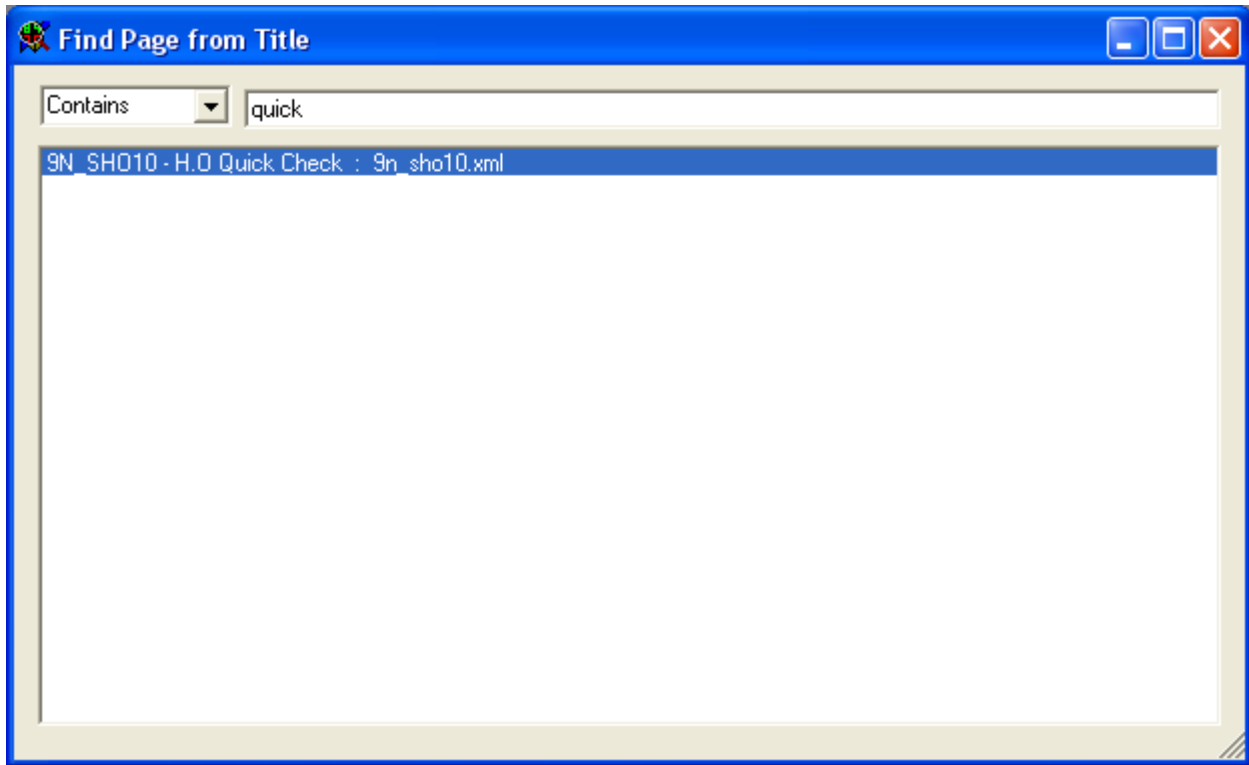 Find Page from Title
Contains quick
9N_SHO10 - H.O Quick Check : 9n_sho10.xml